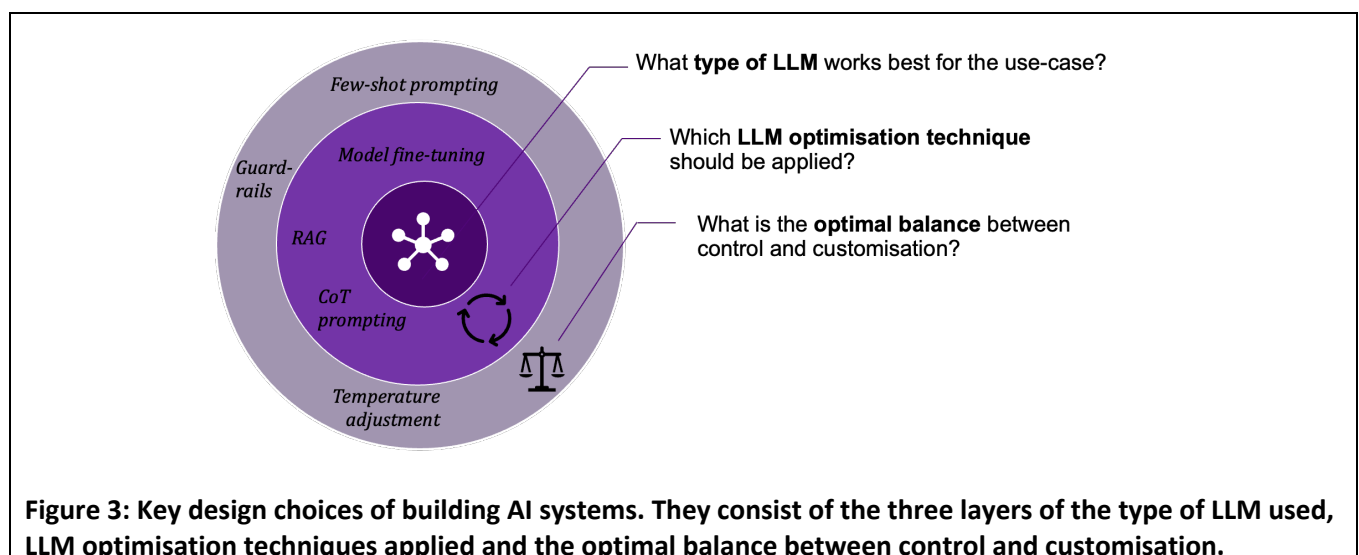 Few-shot prompting
What type of LLM works best for the use-case?
Model fine-tuning
Which LLM optimisation technique
should be applied?
Guard-
rails
RAG
What is the optimal balance between
control and customisation?
CoT
prompting
Temperature
adjustment
Figure 3: Key design choices of building AI systems. They consist of the three layers of the type of LLM used,
LLM optimisation techniques applied and the optimal balance between control and customisation.